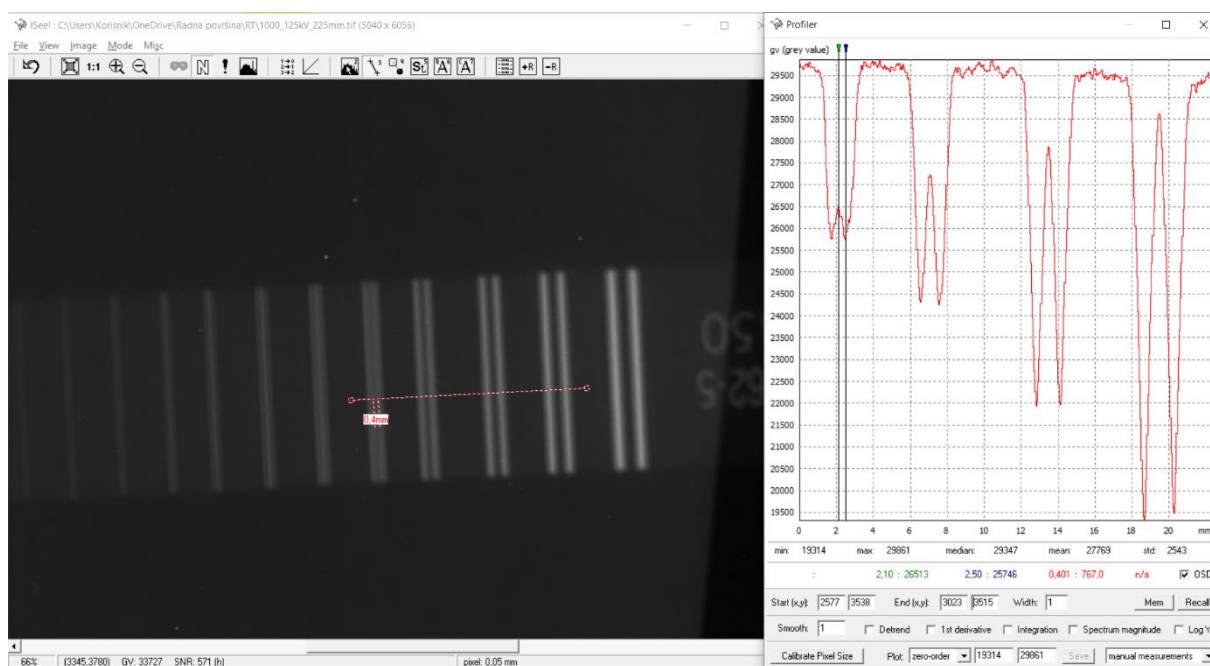 ISee! : C:\Users\Korisnik\OneDrive\Radna površina\RT\1000_125kV_225mm.tif (5040 x 6056)
File View Image Mode Misc
1:1
N
0.4mm
66% (3345,3780) GV: 33727 SNR: 571 (h) pixel: 0,05 mm
Profiler
gv (grey value)
29500
29000
28500
28000
27500
27000
26500
26000
25500
25000
24500
24000
23500
23000
22500
22000
21500
21000
20500
20000
19500
0 2 4 6 8 10 12 14 16 18 20 mm
min: 19314 max: 29861 median: 29347 mean: 27769 std: 2543
: 2,10 : 26513 2,50 : 25746 0,401 : 767,0 n/a OSD
Start (x,y): 2577 3538 End (x,y): 3023 3515 Width: 1 Mem Recall
Smooth: 1 Detrend 1st derivative Integration Spectrum magnitude Log Y
Calibrate Pixel Size Plot: zero-order 19314 29861 Save manual measurements